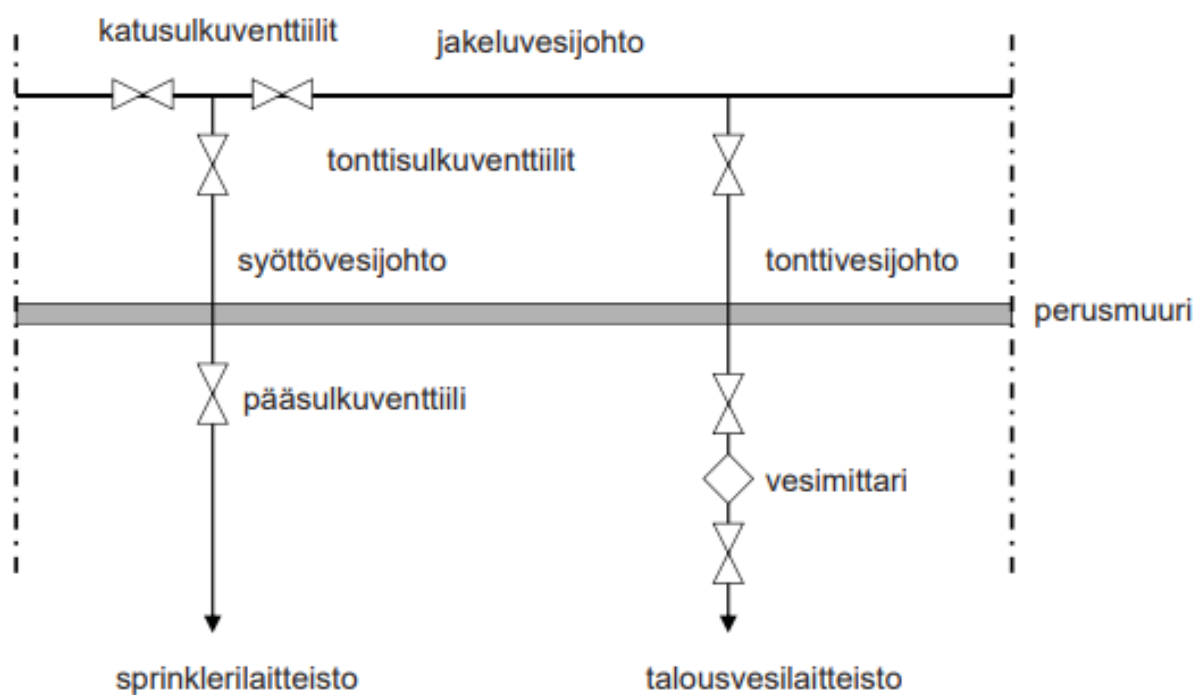 katusulkuventtiilit
jakeluvesijohto
tonttisulkuventtiilit
syöttövesijohto
tonttivesijohto
perusmuuri
pääsulkuventtiili
vesimittari
sprinklerilaitteisto
talousvesilaitteisto